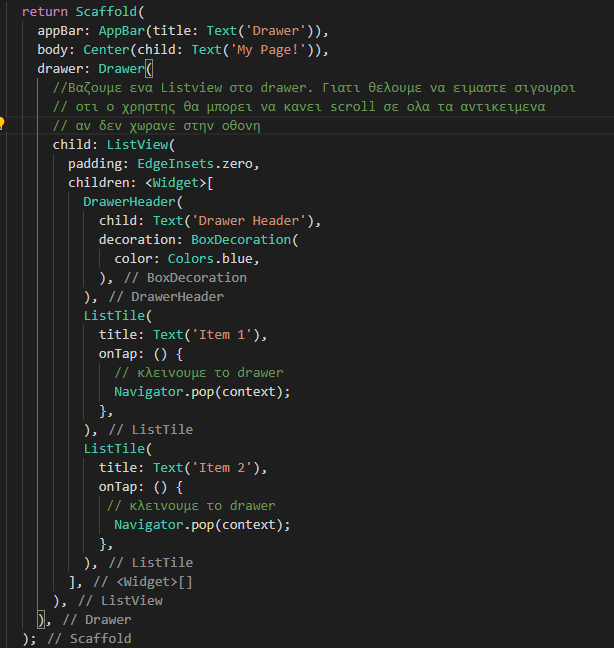 return Scaffold(
appBar: AppBar(title: Text('Drawer')),
body: Center(child: Text('My Page!')),
drawer: Drawer(
//Βαζουμε ενα Listview στο drawer. Γιατι θελουμε να ειμαστε σιγουροι
// οτι ο χρηστης θα μπορει να κανει scroll σε ολα τα αντικειμενα
// αν δεν χωρανε στην οθονη
child: ListView(
padding: EdgeInsets.zero,
children: <Widget>[
DrawerHeader(
child: Text('Drawer Header'),
decoration: BoxDecoration(
color: Colors.blue,
), // BoxDecoration
), // DrawerHeader
ListTile(
title: Text('Item 1'),
onTap: () {
// κλεινουμε το drawer
Navigator.pop(context);
},
), // ListTile
ListTile(
title: Text('Item 2'),
onTap: () {
// κλεινουμε το drawer
Navigator.pop(context);
},
), // ListTile
], // <Widget>[]
), // ListView
), // Drawer
); // Scaffold